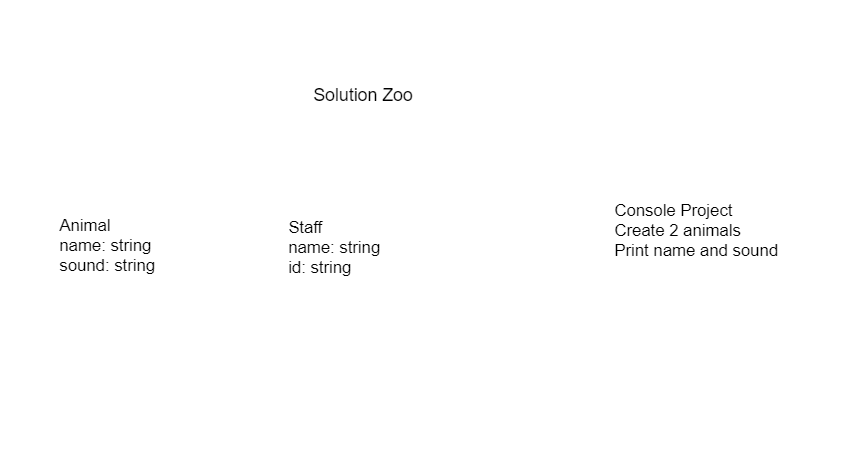 Solution Zoo
Animal
name: string
sound: string
Staff
name: string
id: string
Console Project
Create 2 animals
Print name and sound